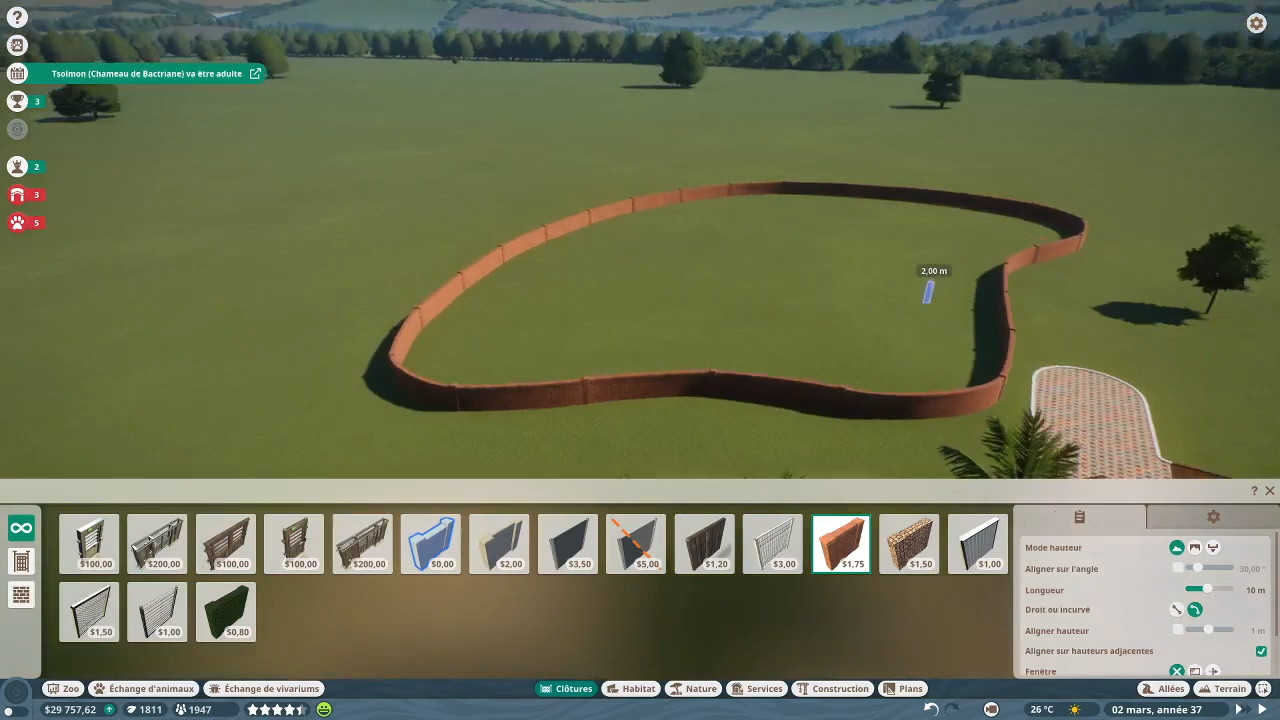 ?
Tsolmon (Chameau de Bactriane) va être adulte
3
2
3
5
2,00 m
?
$100,00
$200,00
$100,00
$100,00
$200,00
$0,00
$2,00
$3,50
$5,00
$1,20
$3,00
$1,75
$1,50
$1,00
$1,50
$1,00
$0,80
Mode hauteur
Aligner sur l'angle 30,00 °
Longueur 10 m
Droit ou incurvé
Aligner hauteur 1 m
Aligner sur hauteurs adjacentes
Fenêtre
Zoo Échange d'animaux Échange de vivariums Clôtures Habitat Nature Services Construction Plans Allées Terrain
$29 757,62 1811 1947 26 °C 02 mars, année 37